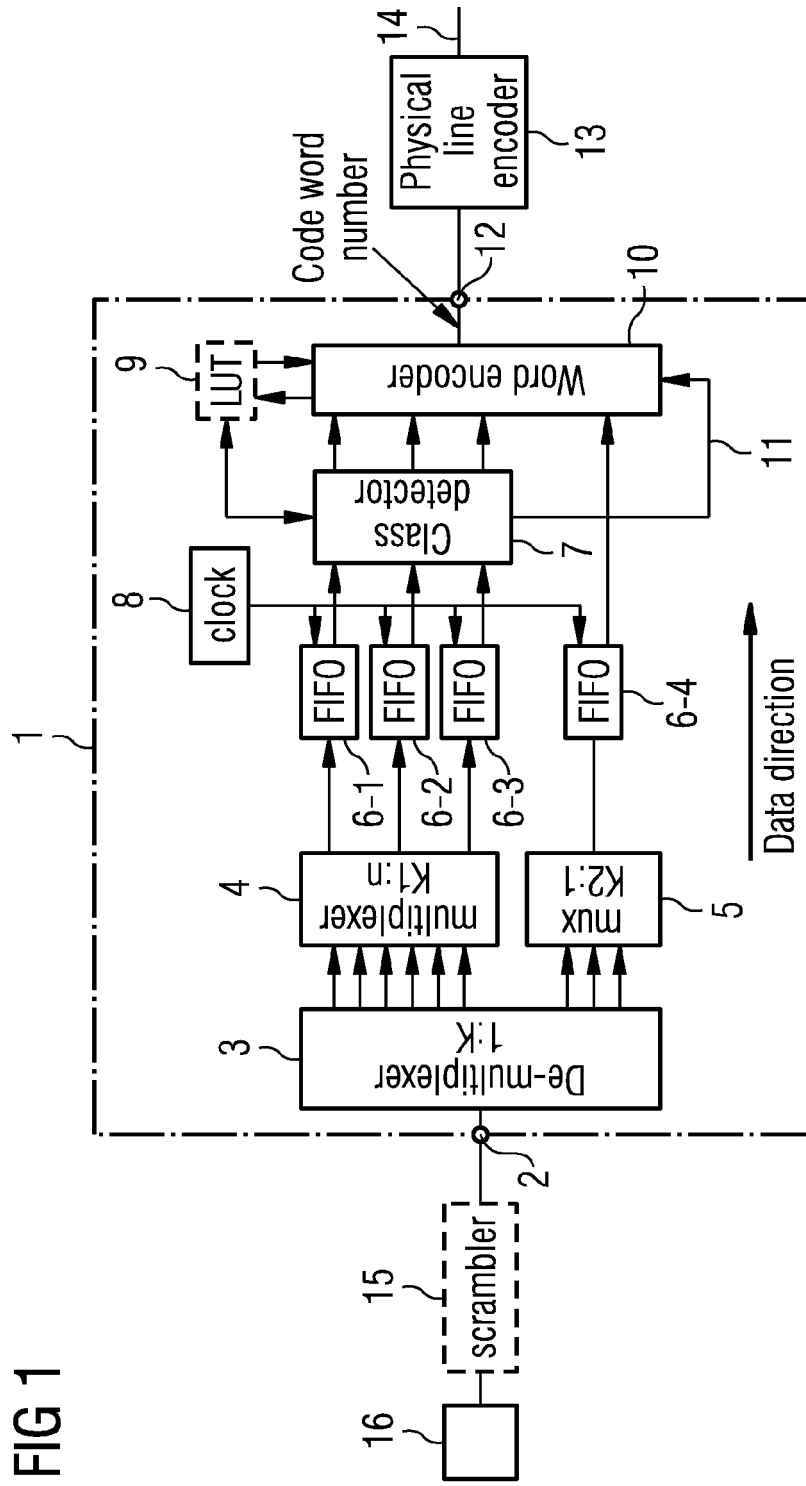 FIG 1
1
8
clock
9
LUT
Code word
number
14
Physical
line
encoder
13
12
10
3
De-multiplexer
1:K
4
multiplexer
K1:n
FIFO
6-1
FIFO
6-2
FIFO
6-3
Class
detector
7
Word encoder
11
mux
K2:1
5
FIFO
6-4
16
15
scrambler
2
Data direction